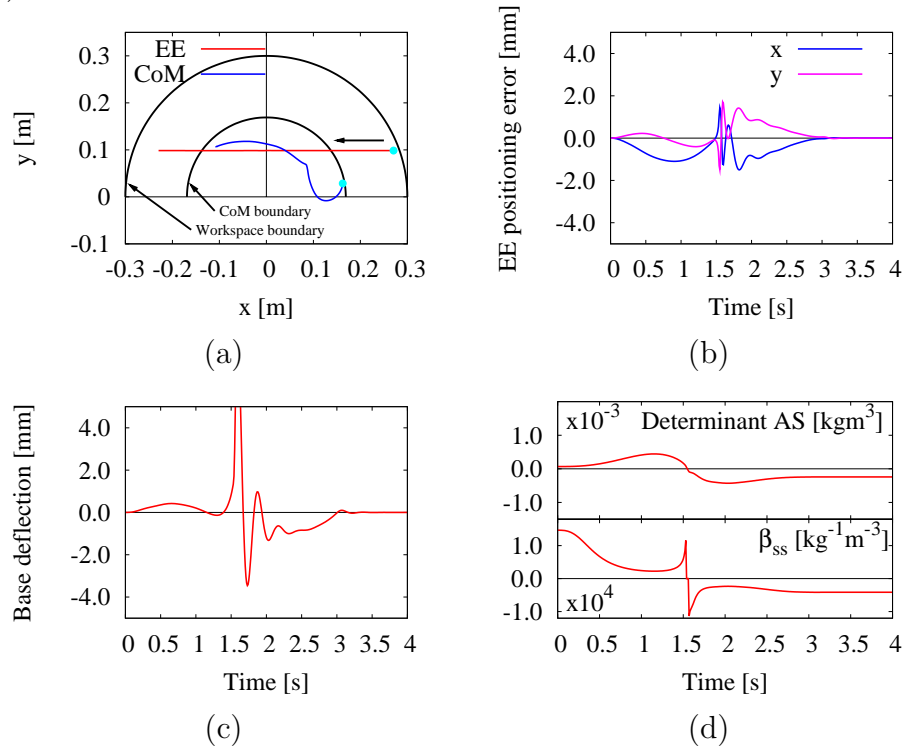 EE
CoM
0.3
0.2
0.1
0
-0.1
y [m]
CoM boundary
Workspace boundary
-0.3 -0.2 -0.1 0 0.1 0.2 0.3
x [m]
(a)
x
y
4.0
2.0
0.0
-2.0
-4.0
EE positioning error [mm]
0 0.5 1 1.5 2 2.5 3 3.5 4
Time [s]
(b)
4.0
2.0
0.0
-2.0
-4.0
Base deflection [mm]
0 0.5 1 1.5 2 2.5 3 3.5 4
Time [s]
(c)
x10⁻³ Determinant AS [kgm³]
1.0
0.0
-1.0
βss [kg⁻¹m⁻³]
1.0
0.0
-1.0
x10⁴
0 0.5 1 1.5 2 2.5 3 3.5 4
Time [s]
(d)